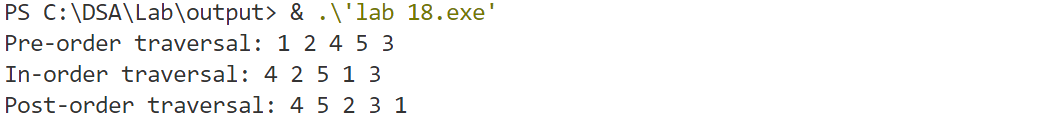 PS C:\DSA\Lab\output> & .\'lab 18.exe'
Pre-order traversal: 1 2 4 5 3
In-order traversal: 4 2 5 1 3
Post-order traversal: 4 5 2 3 1